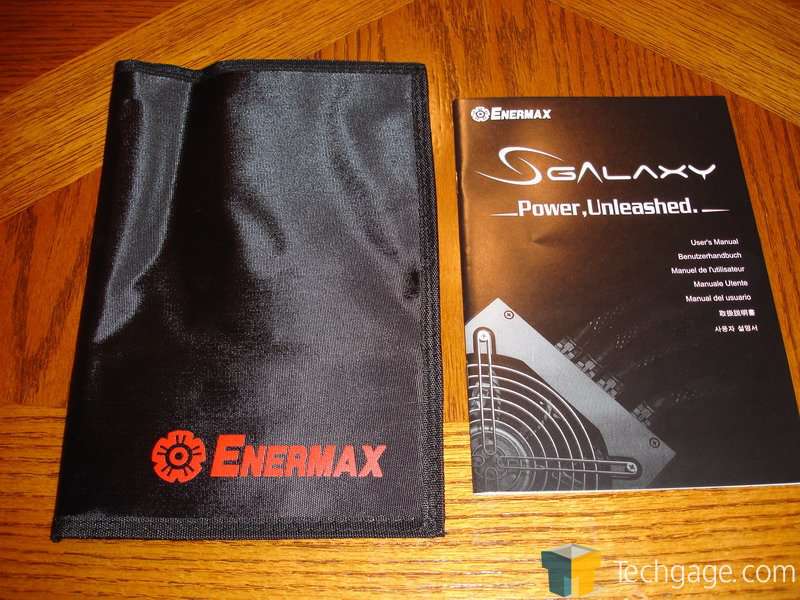 ENERMAX
ENERMAX
GALAXY
Power,Unleashed.
User's Manual
Benutzerhandbuch
Manuel de l'utilisateur
Manuale Utente
Manual del usuario
取扱説明書
사용자 설명서
Techgage.com